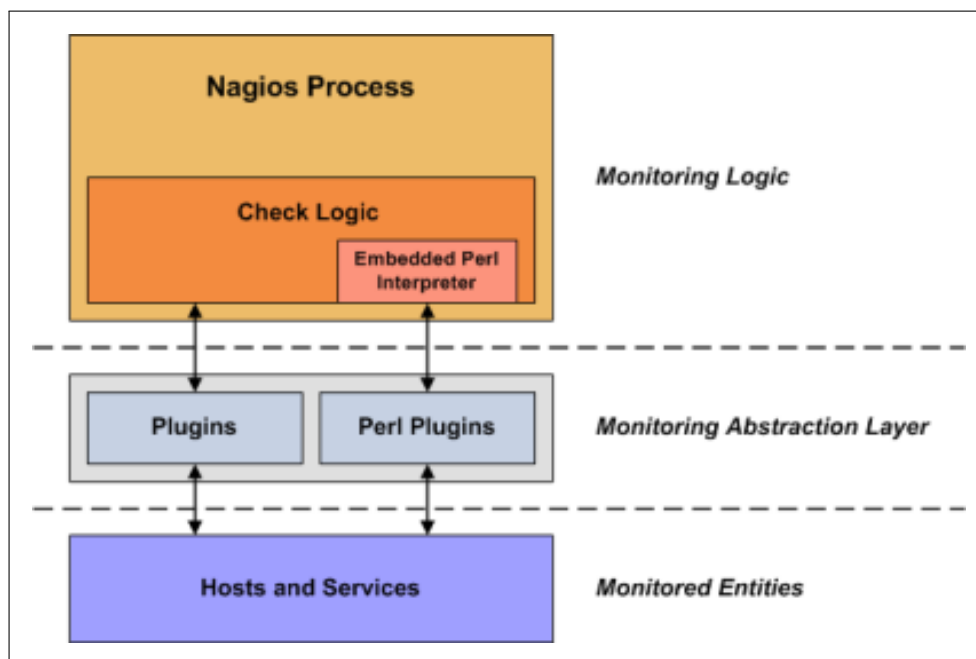 Nagios Process
Monitoring Logic
Check Logic
Embedded Perl
Interpreter
Plugins
Perl Plugins
Monitoring Abstraction Layer
Hosts and Services
Monitored Entities